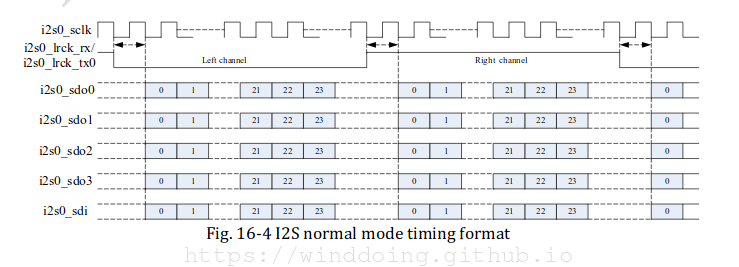 i2s0_sclk
i2s0_lrck_rx/
i2s0_lrck_tx0
Left channel
Right channel
i2s0_sdo0
0 1 21 22 23 0 1 21 22 23 0
i2s0_sdo1
0 1 21 22 23 0 1 21 22 23 0
i2s0_sdo2
0 1 21 22 23 0 1 21 22 23 0
i2s0_sdo3
0 1 21 22 23 0 1 21 22 23 0
i2s0_sdi
0 1 21 22 23 0 1 21 22 23 0
Fig. 16-4 I2S normal mode timing format
https://winddoing.github.io